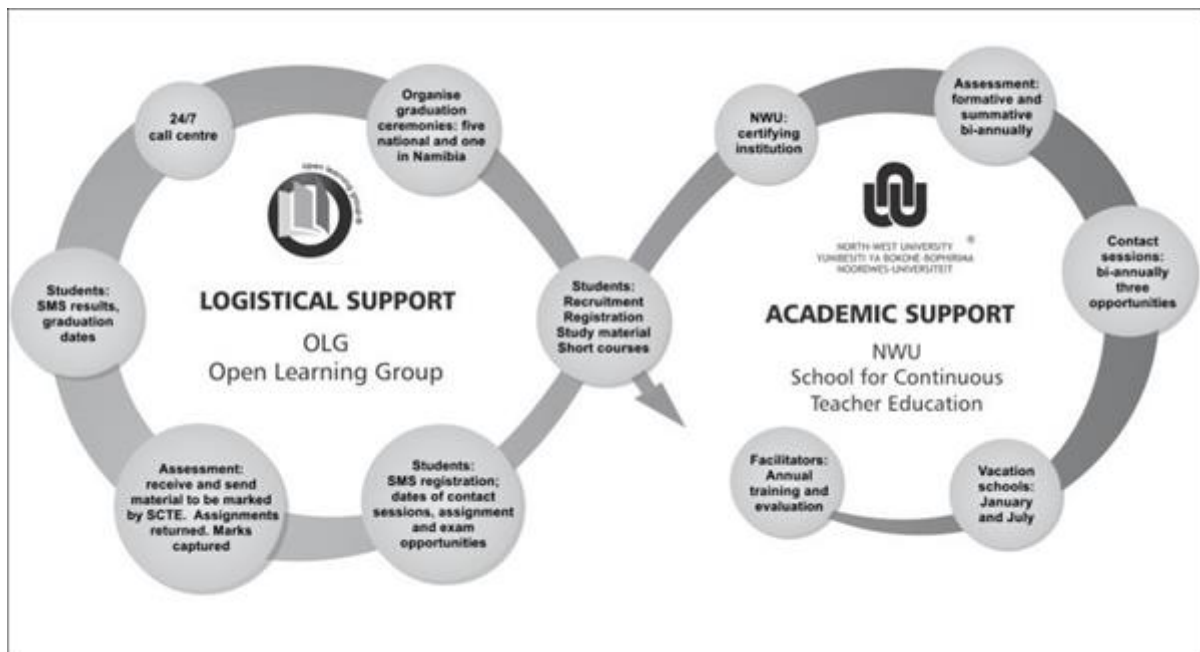 24/7
call centre
Organise
graduation
ceremonies: five
national and one
in Namibia
open learning group
Students:
SMS results,
graduation
dates
LOGISTICAL SUPPORT
OLG
Open Learning Group
Assessment:
receive and send
material to be marked
by SCTE. Assignments
returned. Marks
captured
Students:
SMS registration;
dates of contact
sessions, assignment
and exam
opportunities
Students:
Recruitment
Registration
Study material
Short courses
NWU:
certifying
institution
Assessment:
formative and
summative
bi-annually
NORTH-WEST UNIVERSITY ®
YUNIBESITI YA BOKONE-BOPHIRIMA
NOORDWES-UNIVERSITEIT
Contact
sessions:
bi-annually
three
opportunities
ACADEMIC SUPPORT
NWU
School for Continuous
Teacher Education
Facilitators:
Annual
training and
evaluation
Vacation
schools:
January
and July